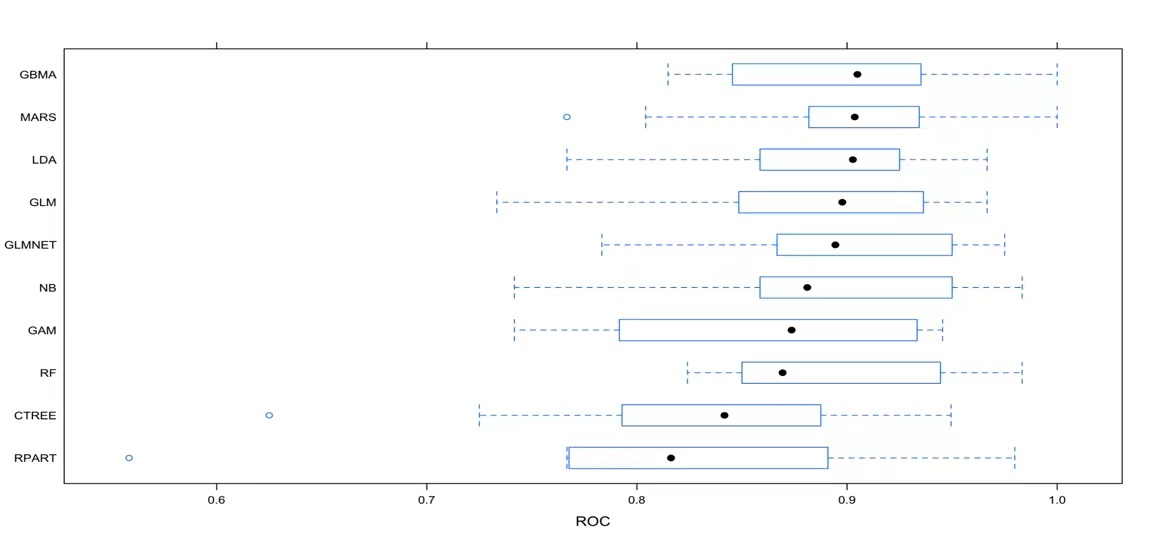 GBMA
MARS
LDA
GLM
GLMNET
NB
GAM
RF
CTREE
RPART
0.6 0.7 0.8 0.9 1.0
ROC